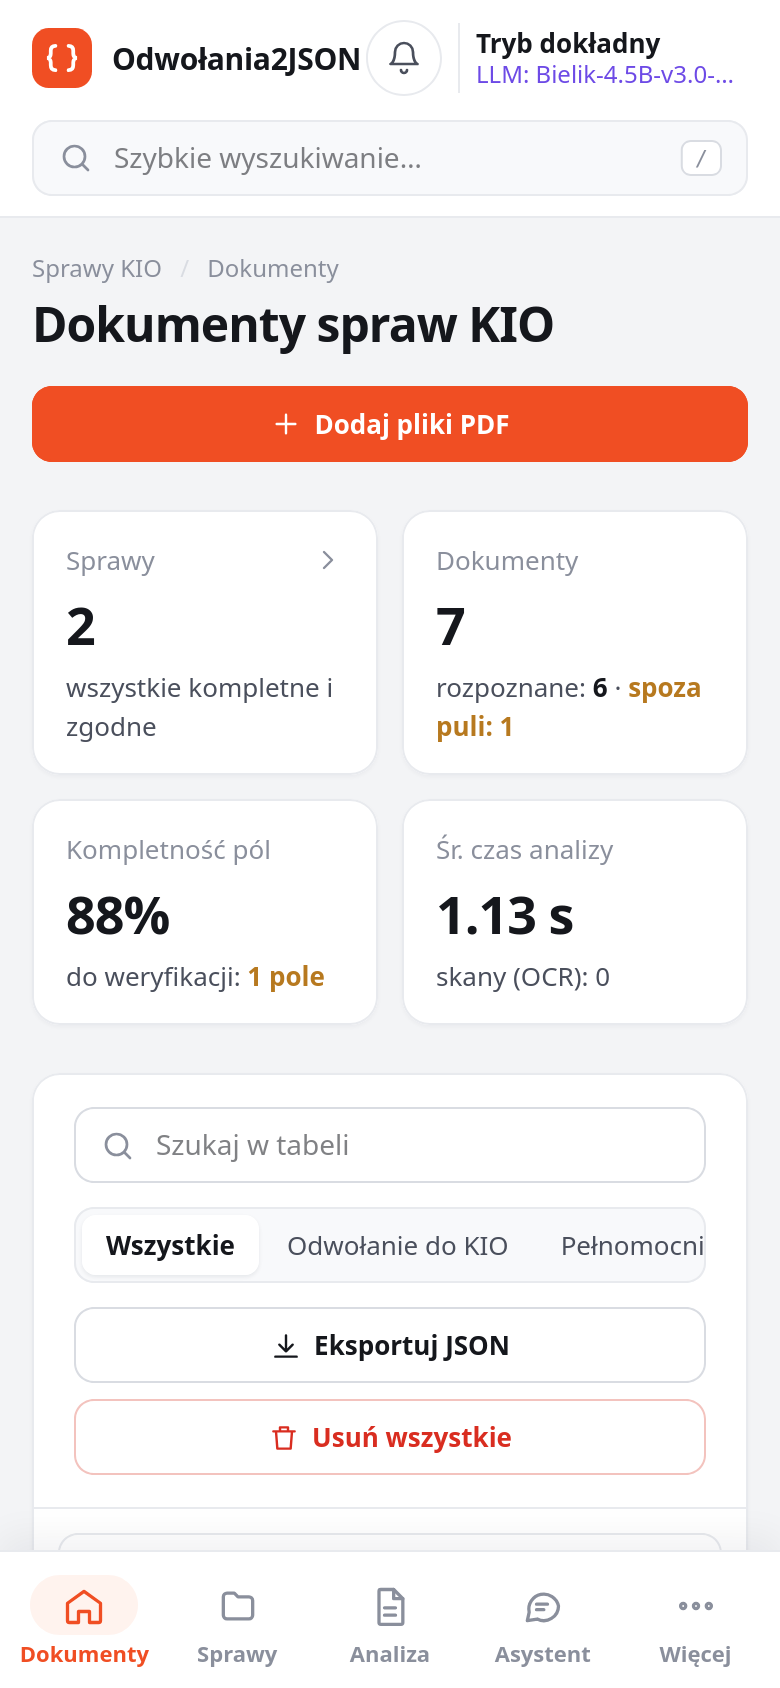 Odwołania2JSON
Tryb dokładny
LLM: Bielik-4.5B-v3.0-...
Szybkie wyszukiwanie...
/
Sprawy KIO / Dokumenty
Dokumenty spraw KIO
Dodaj pliki PDF
Sprawy
2
wszystkie kompletne i
zgodne
Dokumenty
7
rozpoznane: 6 · spoza
puli: 1
Kompletność pól
88%
do weryfikacji: 1 pole
Śr. czas analizy
1.13 s
skany (OCR): 0
Szukaj w tabeli
Wszystkie Odwołanie do KIO Pełnomocni
Eksportuj JSON
Usuń wszystkie
Dokumenty Sprawy Analiza Asystent Więcej